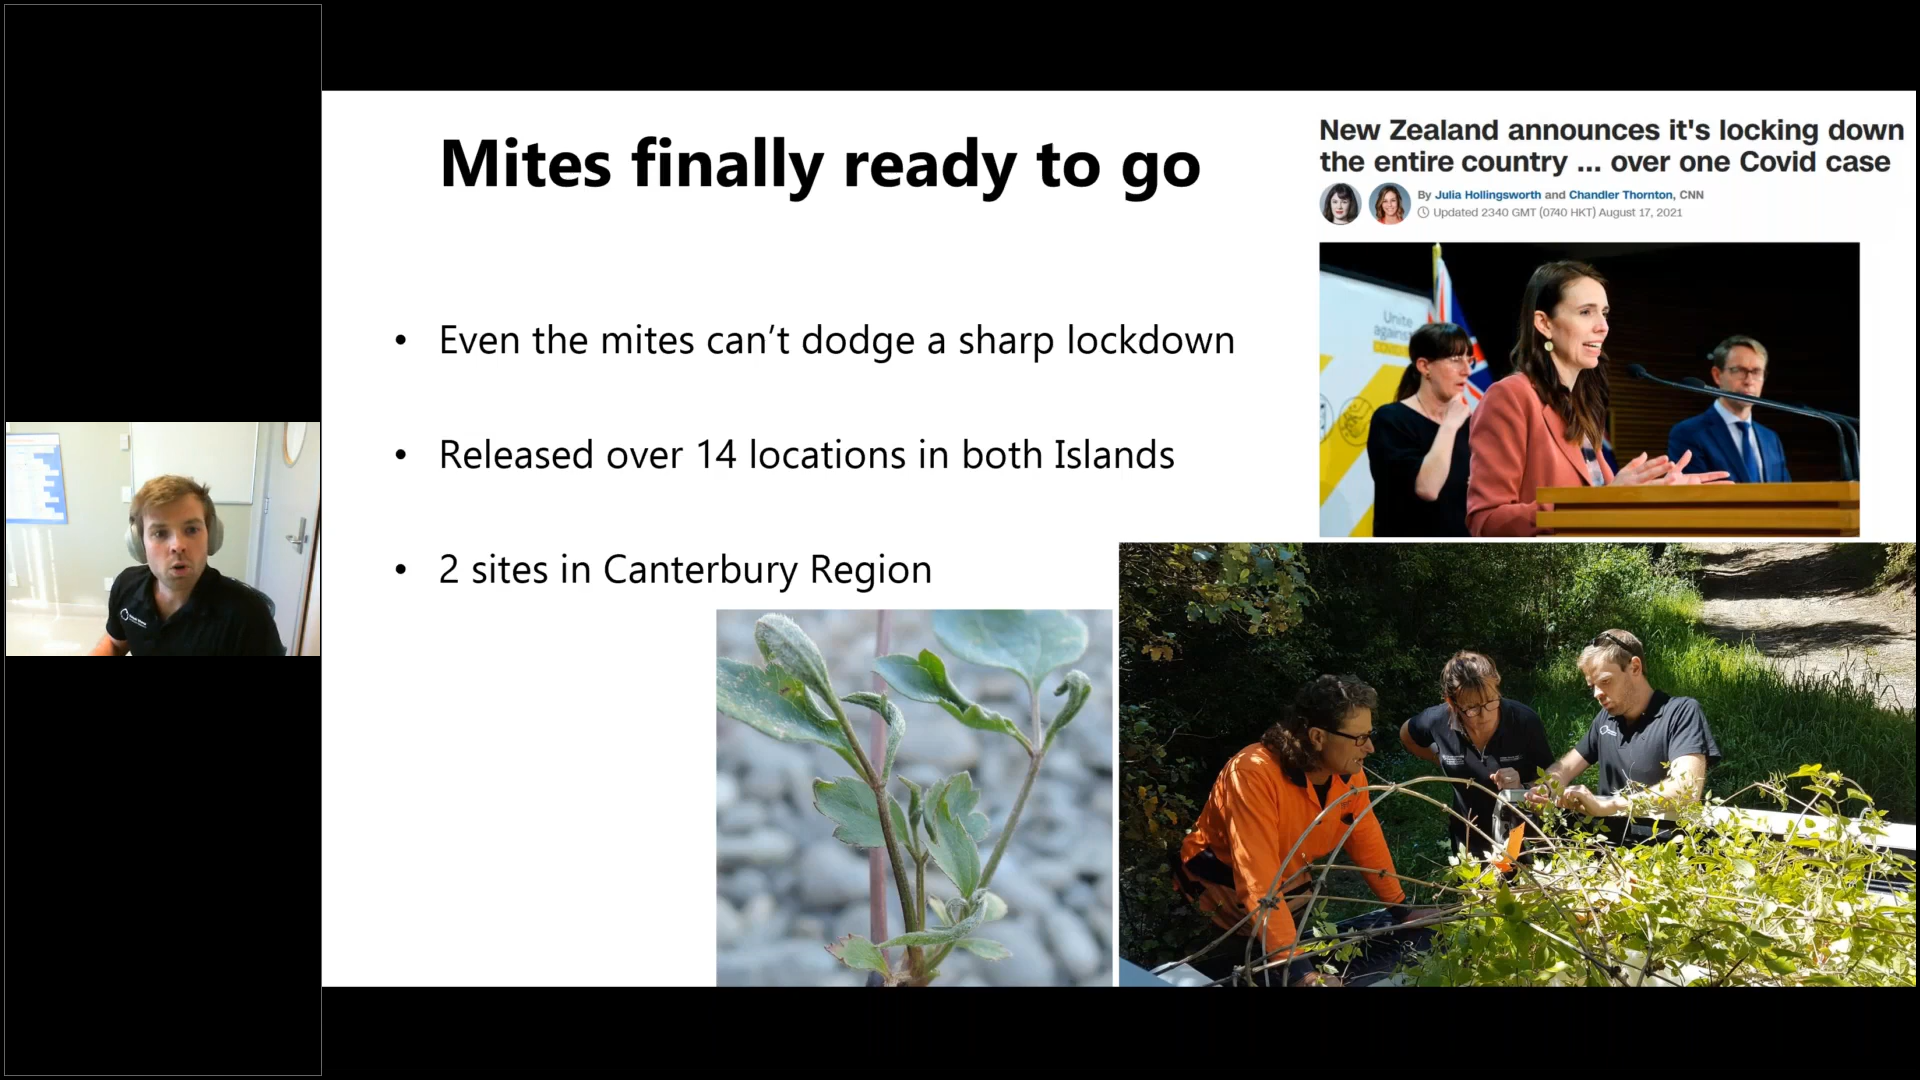 Mites finally ready to go
• Even the mites can’t dodge a sharp lockdown
• Released over 14 locations in both Islands
• 2 sites in Canterbury Region
New Zealand announces it's locking down
the entire country ... over one Covid case
By Julia Hollingsworth and Chandler Thornton, CNN
Updated 2340 GMT (0740 HKT) August 17, 2021
Unite
against